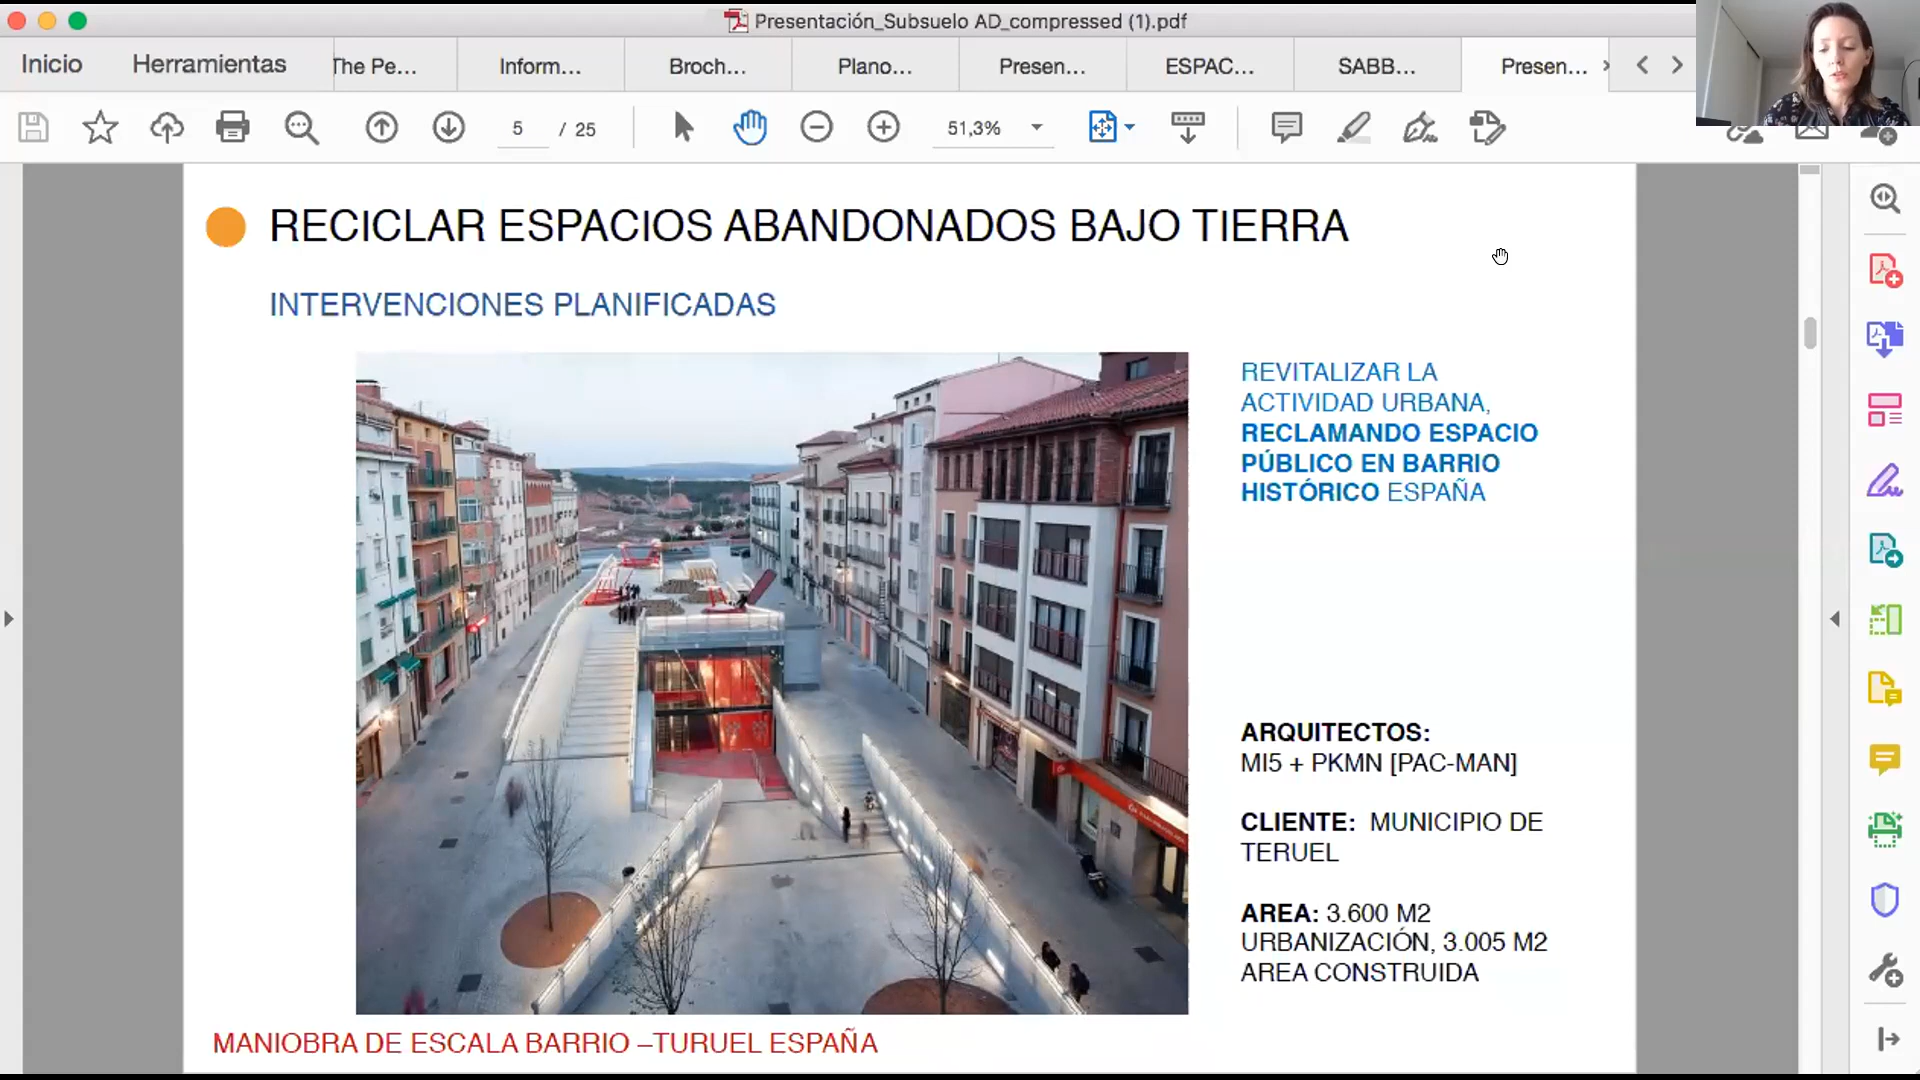 Presentación_Subsuelo AD_compressed (1).pdf
Inicio
Herramientas
The Pe...
Inform...
Broch...
Plano...
Presen...
ESPAC...
SABB...
Presen...
5
/ 25
51,3%
RECICLAR ESPACIOS ABANDONADOS BAJO TIERRA
INTERVENCIONES PLANIFICADAS
REVITALIZAR LA
ACTIVIDAD URBANA,
RECLAMANDO ESPACIO
PÚBLICO EN BARRIO
HISTÓRICO ESPAÑA
ARQUITECTOS:
MI5 + PKMN [PAC-MAN]
CLIENTE: MUNICIPIO DE
TERUEL
AREA: 3.600 M2
URBANIZACIÓN, 3.005 M2
AREA CONSTRUIDA
MANIOBRA DE ESCALA BARRIO –TURUEL ESPAÑA